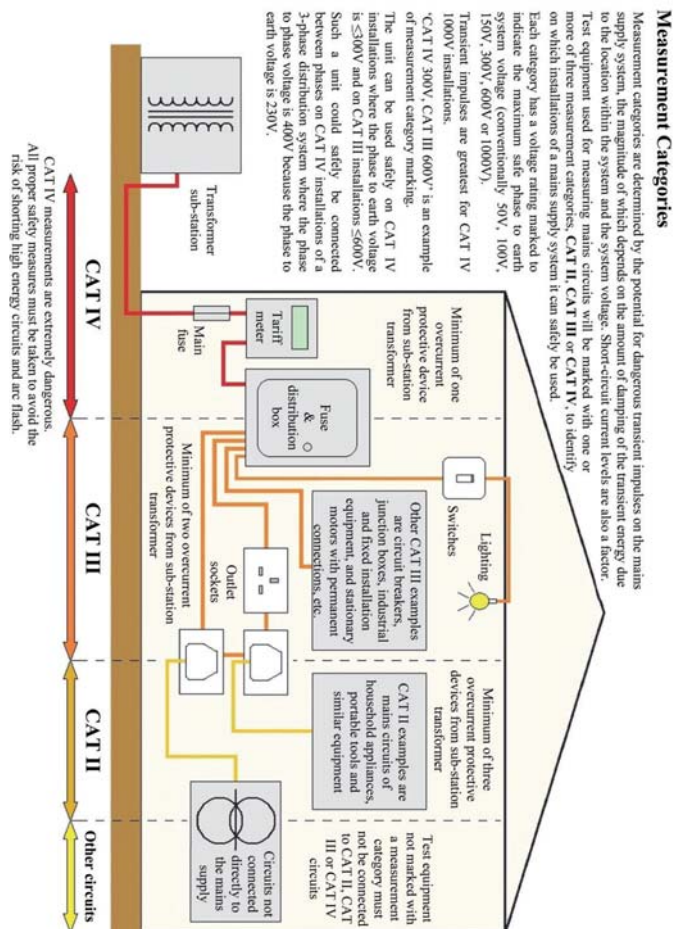 Measurement Categories
Measurement categories are determined by the potential for dangerous transient impulses on the mains
supply system, the magnitude of which depends on the amount of damping of the transient energy due
to the location within the system and the system voltage. Short-circuit current levels are also a factor.
Test equipment used for measuring mains circuits will be marked with one or
more of three measurement categories, CAT II, CAT III or CAT IV, to identify
on which installations of a mains supply system it can safely be used.
Each category has a voltage rating marked to
indicate the maximum safe phase to earth
system voltage (conventionally 50V, 100V,
150V, 300V, 600V or 1000V).
Transient impulses are greatest for CAT IV
1000V installations.
'CAT IV 300V, CAT III 600V' is an example
of measurement category marking.
The unit can be used safely on CAT IV
installations where the phase to earth voltage
is ≤300V and on CAT III installations ≤600V.
Such a unit could safely be connected
between phases on CAT IV installations of a
3-phase distribution system where the phase
to phase voltage is 400V because the phase to
earth voltage is 230V.
Transformer
sub-station
Minimum of one
overcurrent
protective device
from sub-station
transformer
Tariff
meter
Main
fuse
Fuse
&
distribution
box
Switches
Lighting
Other CAT III examples
are circuit breakers,
junction boxes, industrial
and fixed installation
equipment, and stationary
motors with permanent
connections, etc.
Outlet
sockets
Minimum of two overcurrent
protective devices from sub-station
transformer
Minimum of three
overcurrent protective
devices from sub-station
transformer
CAT II examples are
mains circuits of
household appliances,
portable tools and
similar equipment
Test equipment
not marked with
a measurement
category must
not be connected
to CAT II, CAT
III or CAT IV
circuits
Circuits not
connected
directly to
the mains
supply
CAT IV
CAT III
CAT II
Other circuits
CAT IV measurements are extremely dangerous.
All proper safety measures must be taken to avoid the
risk of shorting high energy circuits and arc flash.